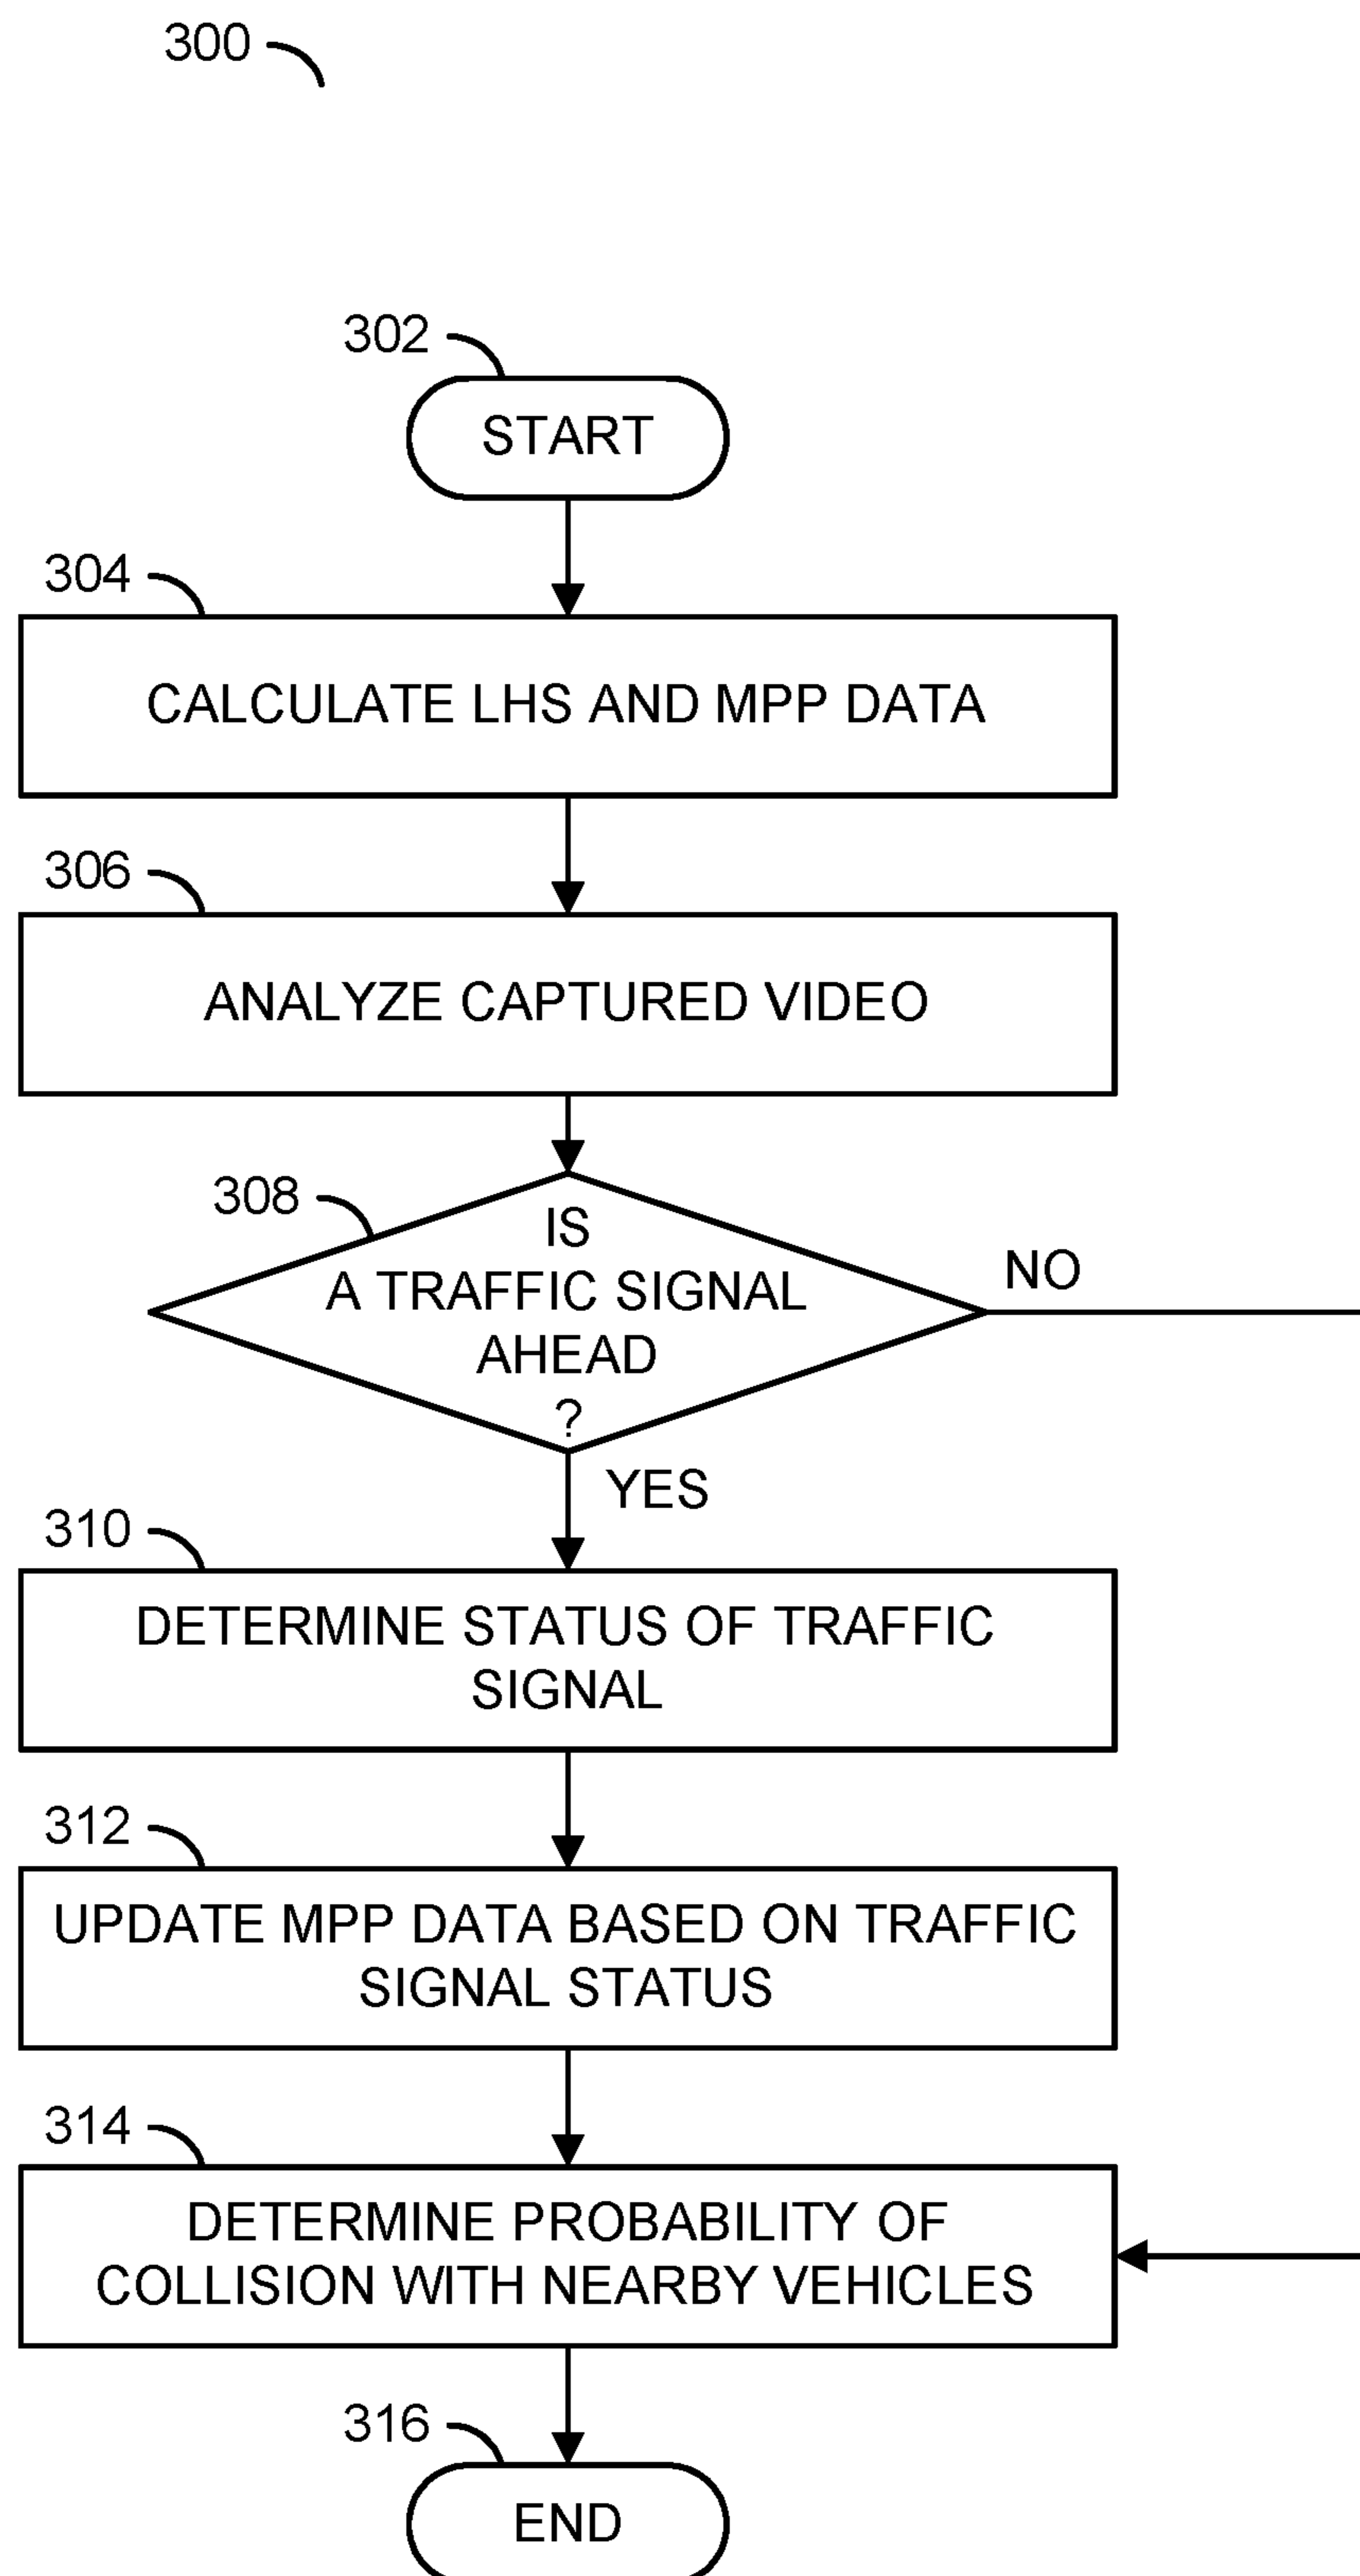 300
302
START
304
CALCULATE LHS AND MPP DATA
306
ANALYZE CAPTURED VIDEO
308
IS
A TRAFFIC SIGNAL
AHEAD
?
NO
YES
310
DETERMINE STATUS OF TRAFFIC
SIGNAL
312
UPDATE MPP DATA BASED ON TRAFFIC
SIGNAL STATUS
314
DETERMINE PROBABILITY OF
COLLISION WITH NEARBY VEHICLES
316
END